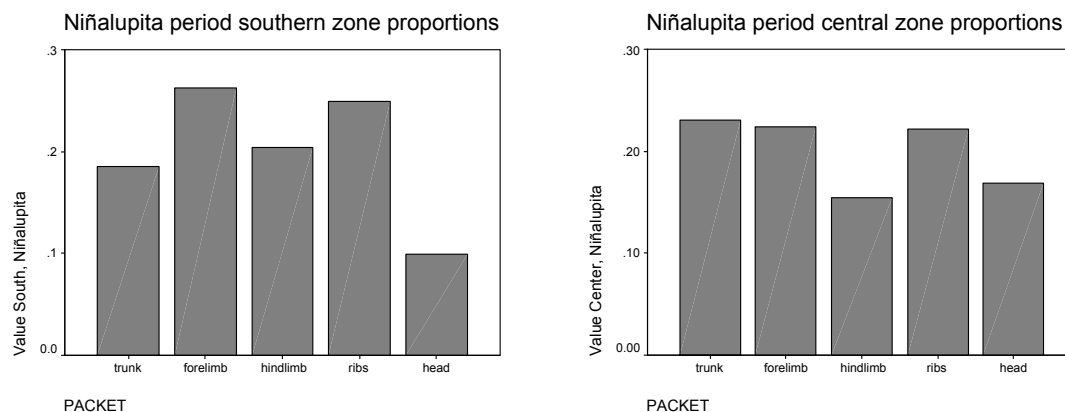 Niñalupita period southern zone proportions
.3
.2
.1
0.0
Value South, Niñalupita
trunk forelimb hindlimb ribs head
PACKET
Niñalupita period central zone proportions
.30
.20
.10
0.00
Value Center, Niñalupita
trunk forelimb hindlimb ribs head
PACKET